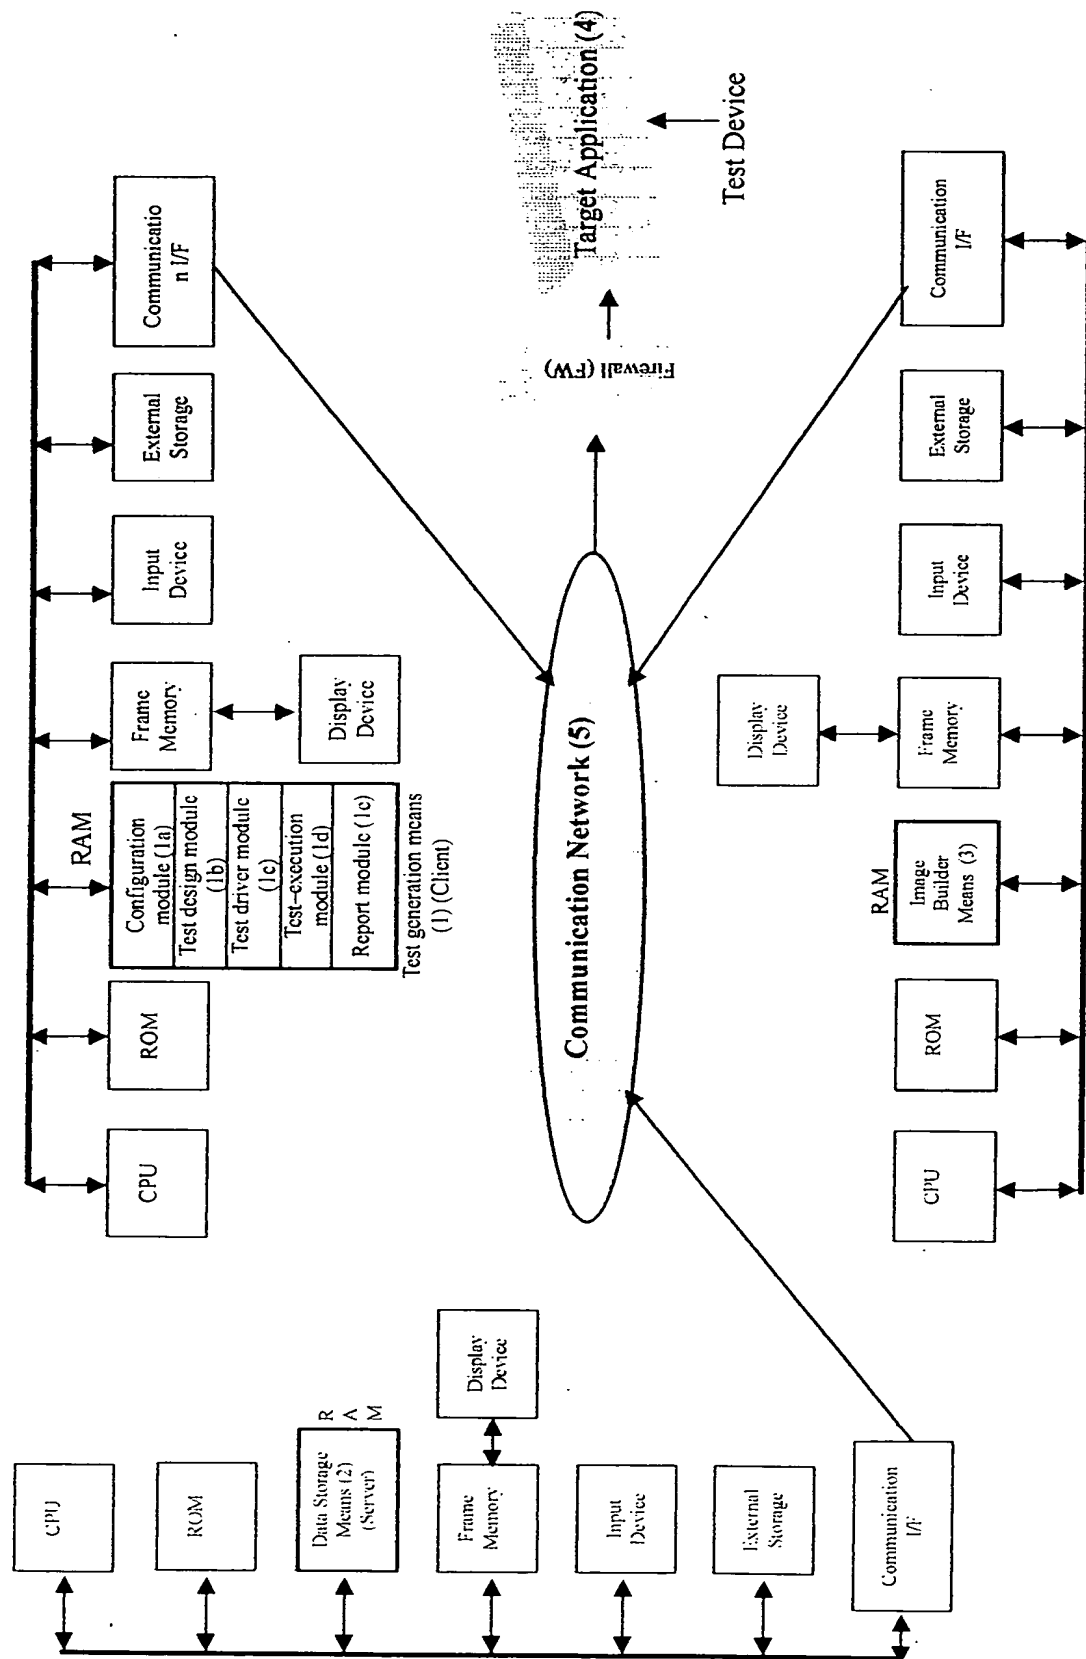 CPU
ROM
RAM
Configuration
module (1a)
Test design module
(1b)
Test driver module
(1c)
Test-execution
module (1d)
Report module (1c)
Test generation means
(1) (Client)
Frame
Memory
Display
Device
Input
Device
External
Storage
Communicatio
n I/F
CPU
ROM
Data Storage
Means (2)
(Server)
R
A
M
Frame
Memory
Display
Device
Input
Device
External
Storage
Communication
I/F
Communication Network (5)
Firewall (FW)
Target Application (4)
Test Device
CPU
ROM
RAM
Image
Builder
Means (3)
Frame
Memory
Display
Device
Input
Device
External
Storage
Communication
I/F